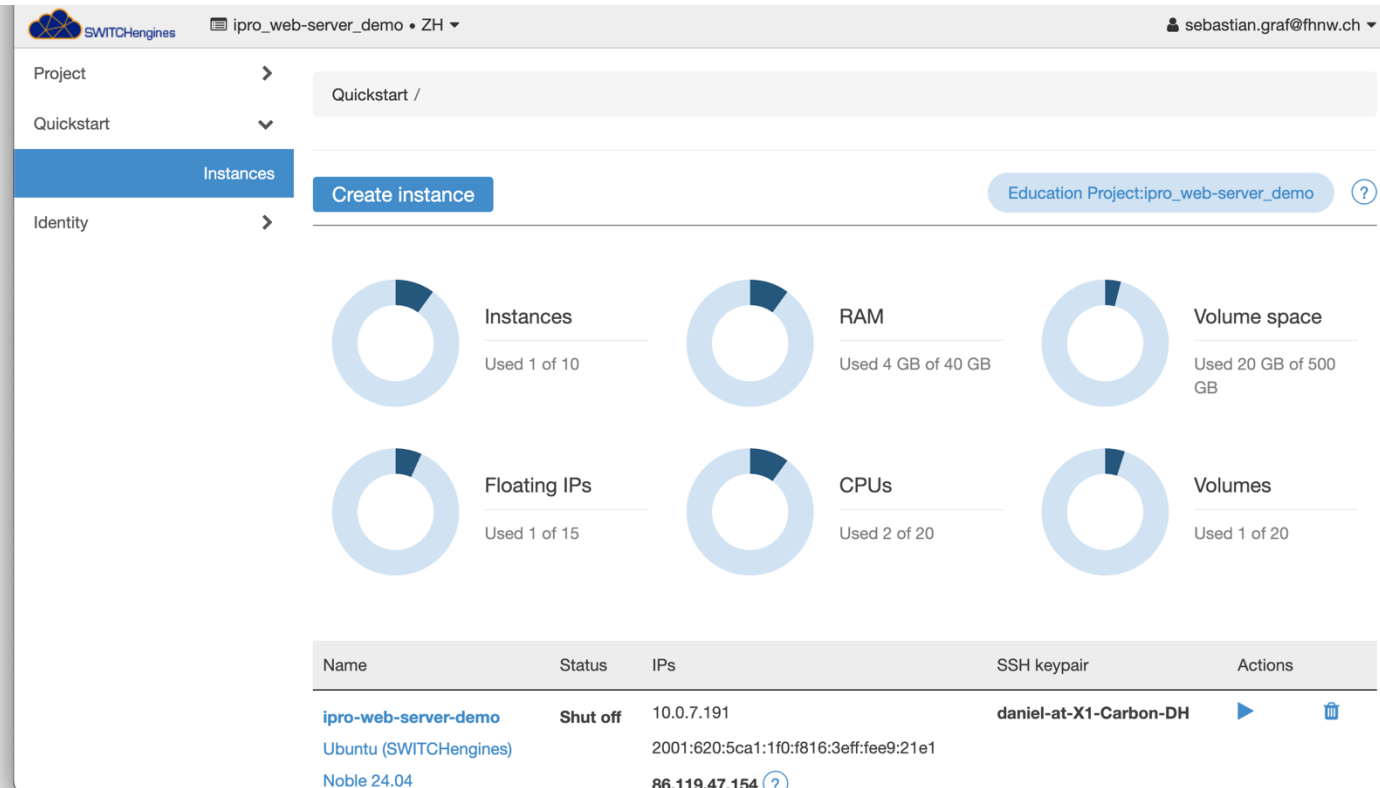 SWITCHengines
ipro_web-server_demo • ZH
sebastian.graf@fhnw.ch
Project
Quickstart
Instances
Identity
Quickstart /
Create instance
Education Project:ipro_web-server_demo
?
Instances
Used 1 of 10
RAM
Used 4 GB of 40 GB
Volume space
Used 20 GB of 500
GB
Floating IPs
Used 1 of 15
CPUs
Used 2 of 20
Volumes
Used 1 of 20
Name Status IPs SSH keypair Actions
ipro-web-server-demo Shut off 10.0.7.191 daniel-at-X1-Carbon-DH
Ubuntu (SWITCHengines) 2001:620:5ca1:1f0:f816:3eff:fee9:21e1
Noble 24.04 86.119.47.154 ?